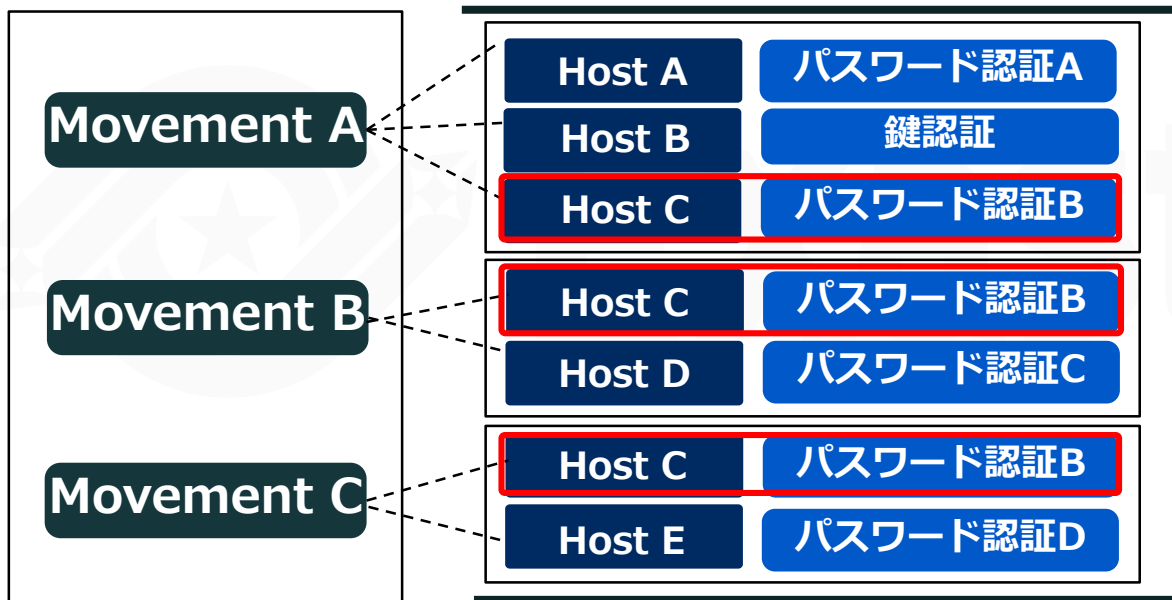 Movement A
Host A
パスワード認証A
Host B
鍵認証
Host C
パスワード認証B
Movement B
Host C
パスワード認証B
Host D
パスワード認証C
Movement C
Host C
パスワード認証B
Host E
パスワード認証D